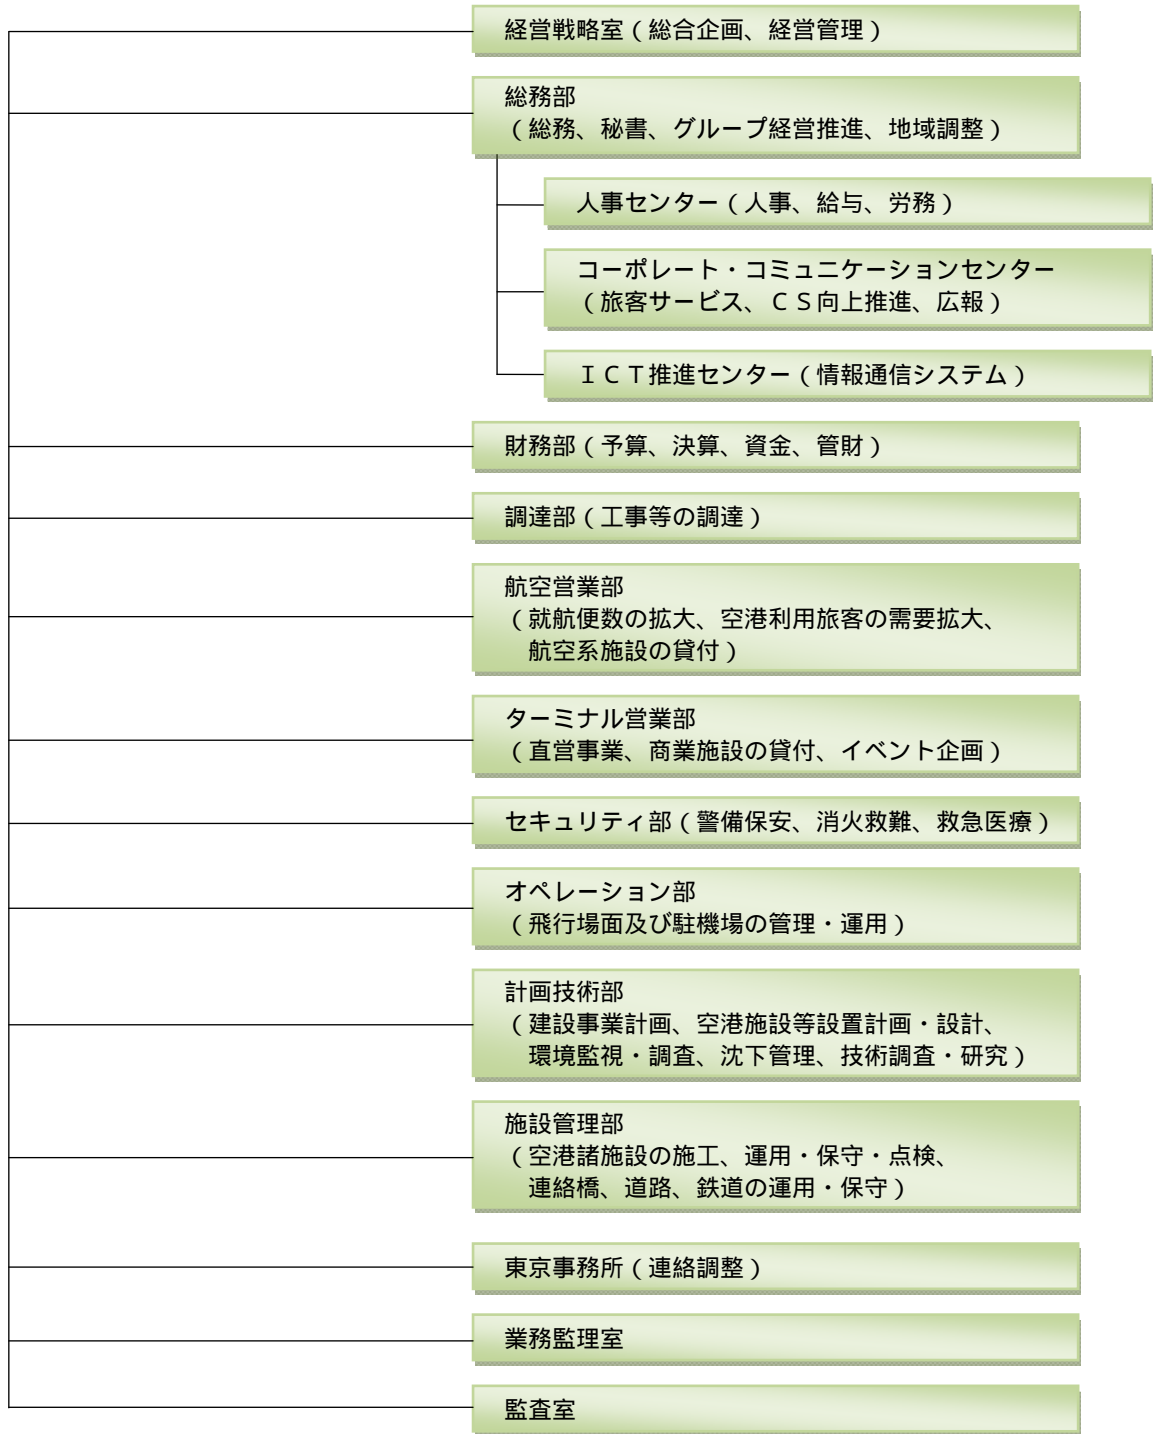 経営戦略室（総合企画、経営管理）
総務部
（総務、秘書、グループ経営推進、地域調整）
人事センター（人事、給与、労務）
コーポレート・コミュニケーションセンター
（旅客サービス、ＣＳ向上推進、広報）
ＩＣＴ推進センター（情報通信システム）
財務部（予算、決算、資金、管財）
調達部（工事等の調達）
航空営業部
（就航便数の拡大、空港利用旅客の需要拡大、
航空系施設の貸付）
ターミナル営業部
（直営事業、商業施設の貸付、イベント企画）
セキュリティ部（警備保安、消火救難、救急医療）
オペレーション部
（飛行場面及び駐機場の管理・運用）
計画技術部
（建設事業計画、空港施設等設置計画・設計、
環境監視・調査、沈下管理、技術調査・研究）
施設管理部
（空港諸施設の施工、運用・保守・点検、
連絡橋、道路、鉄道の運用・保守）
東京事務所（連絡調整）
業務監理室
監査室